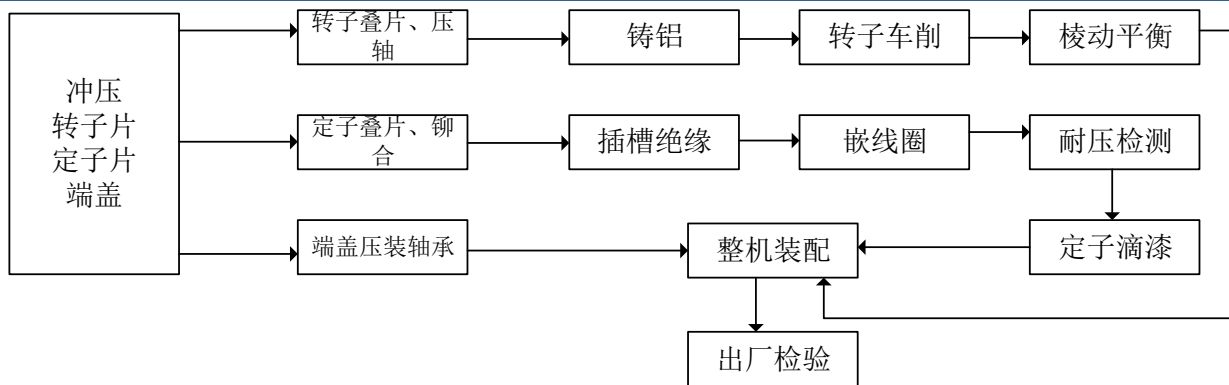 冲压
转子片
定子片
端盖
转子叠片、压
轴
铸铝
转子车削
棱动平衡
定子叠片、铆
合
插槽绝缘
嵌线圈
耐压检测
端盖压装轴承
整机装配
定子滴漆
出厂检验